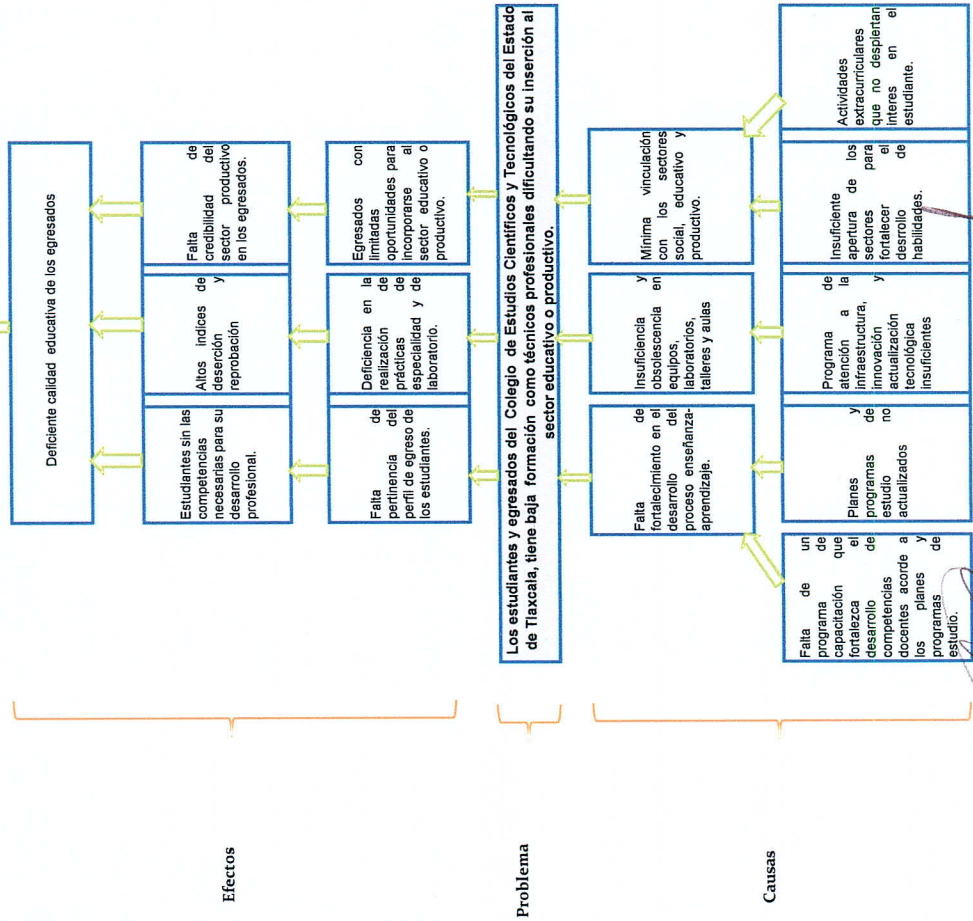 Deficiente calidad educativa de los egresados
Efectos
Estudiantes sin las
competencias
necesarias para su
desarrollo
profesional.
Altos indices de
deserción y
reprobación
Falta de
credibilidad del
sector productivo
en los egresados.
Falta de
pertinencia del
perfil de egreso de
los estudiantes.
Deficiencia en la
realización de
prácticas de
especialidad y de
laboratorio.
Egresados con
limitadas
oportunidades para
incorporarse al
sector educativo o
productivo.
Problema
Los estudiantes y egresados del Colegio de Estudios Científicos y Tecnológicos del Estado
de Tlaxcala, tiene baja formación como técnicos profesionales dificultando su inserción al
sector educativo o productivo.
Causas
Falta de
fortalecimiento en el
desarrollo del
proceso enseñanza-
aprendizaje.
Insuficiencia y
obsolescencia en
equipos,
laboratorios,
talleres y aulas
Minima vinculación
con los sectores
social, educativo y
productivo.
Falta de un
programa de
capacitación que
fortalezca el
desarrollo de
competencias
docentes acorde a
los planes y
programas de
estudio.
Planes y
programas de
estudio no
actualizados
Programa de
atención a la
infraestructura,
innovación y
actualización
tecnológica
insuficientes
Insuficiente
apertura de los
sectores para
fortalecer el
desrrollo de
habilidades.
Actividades
extracurriculares
que no despiertan
interes en el
estudiante.